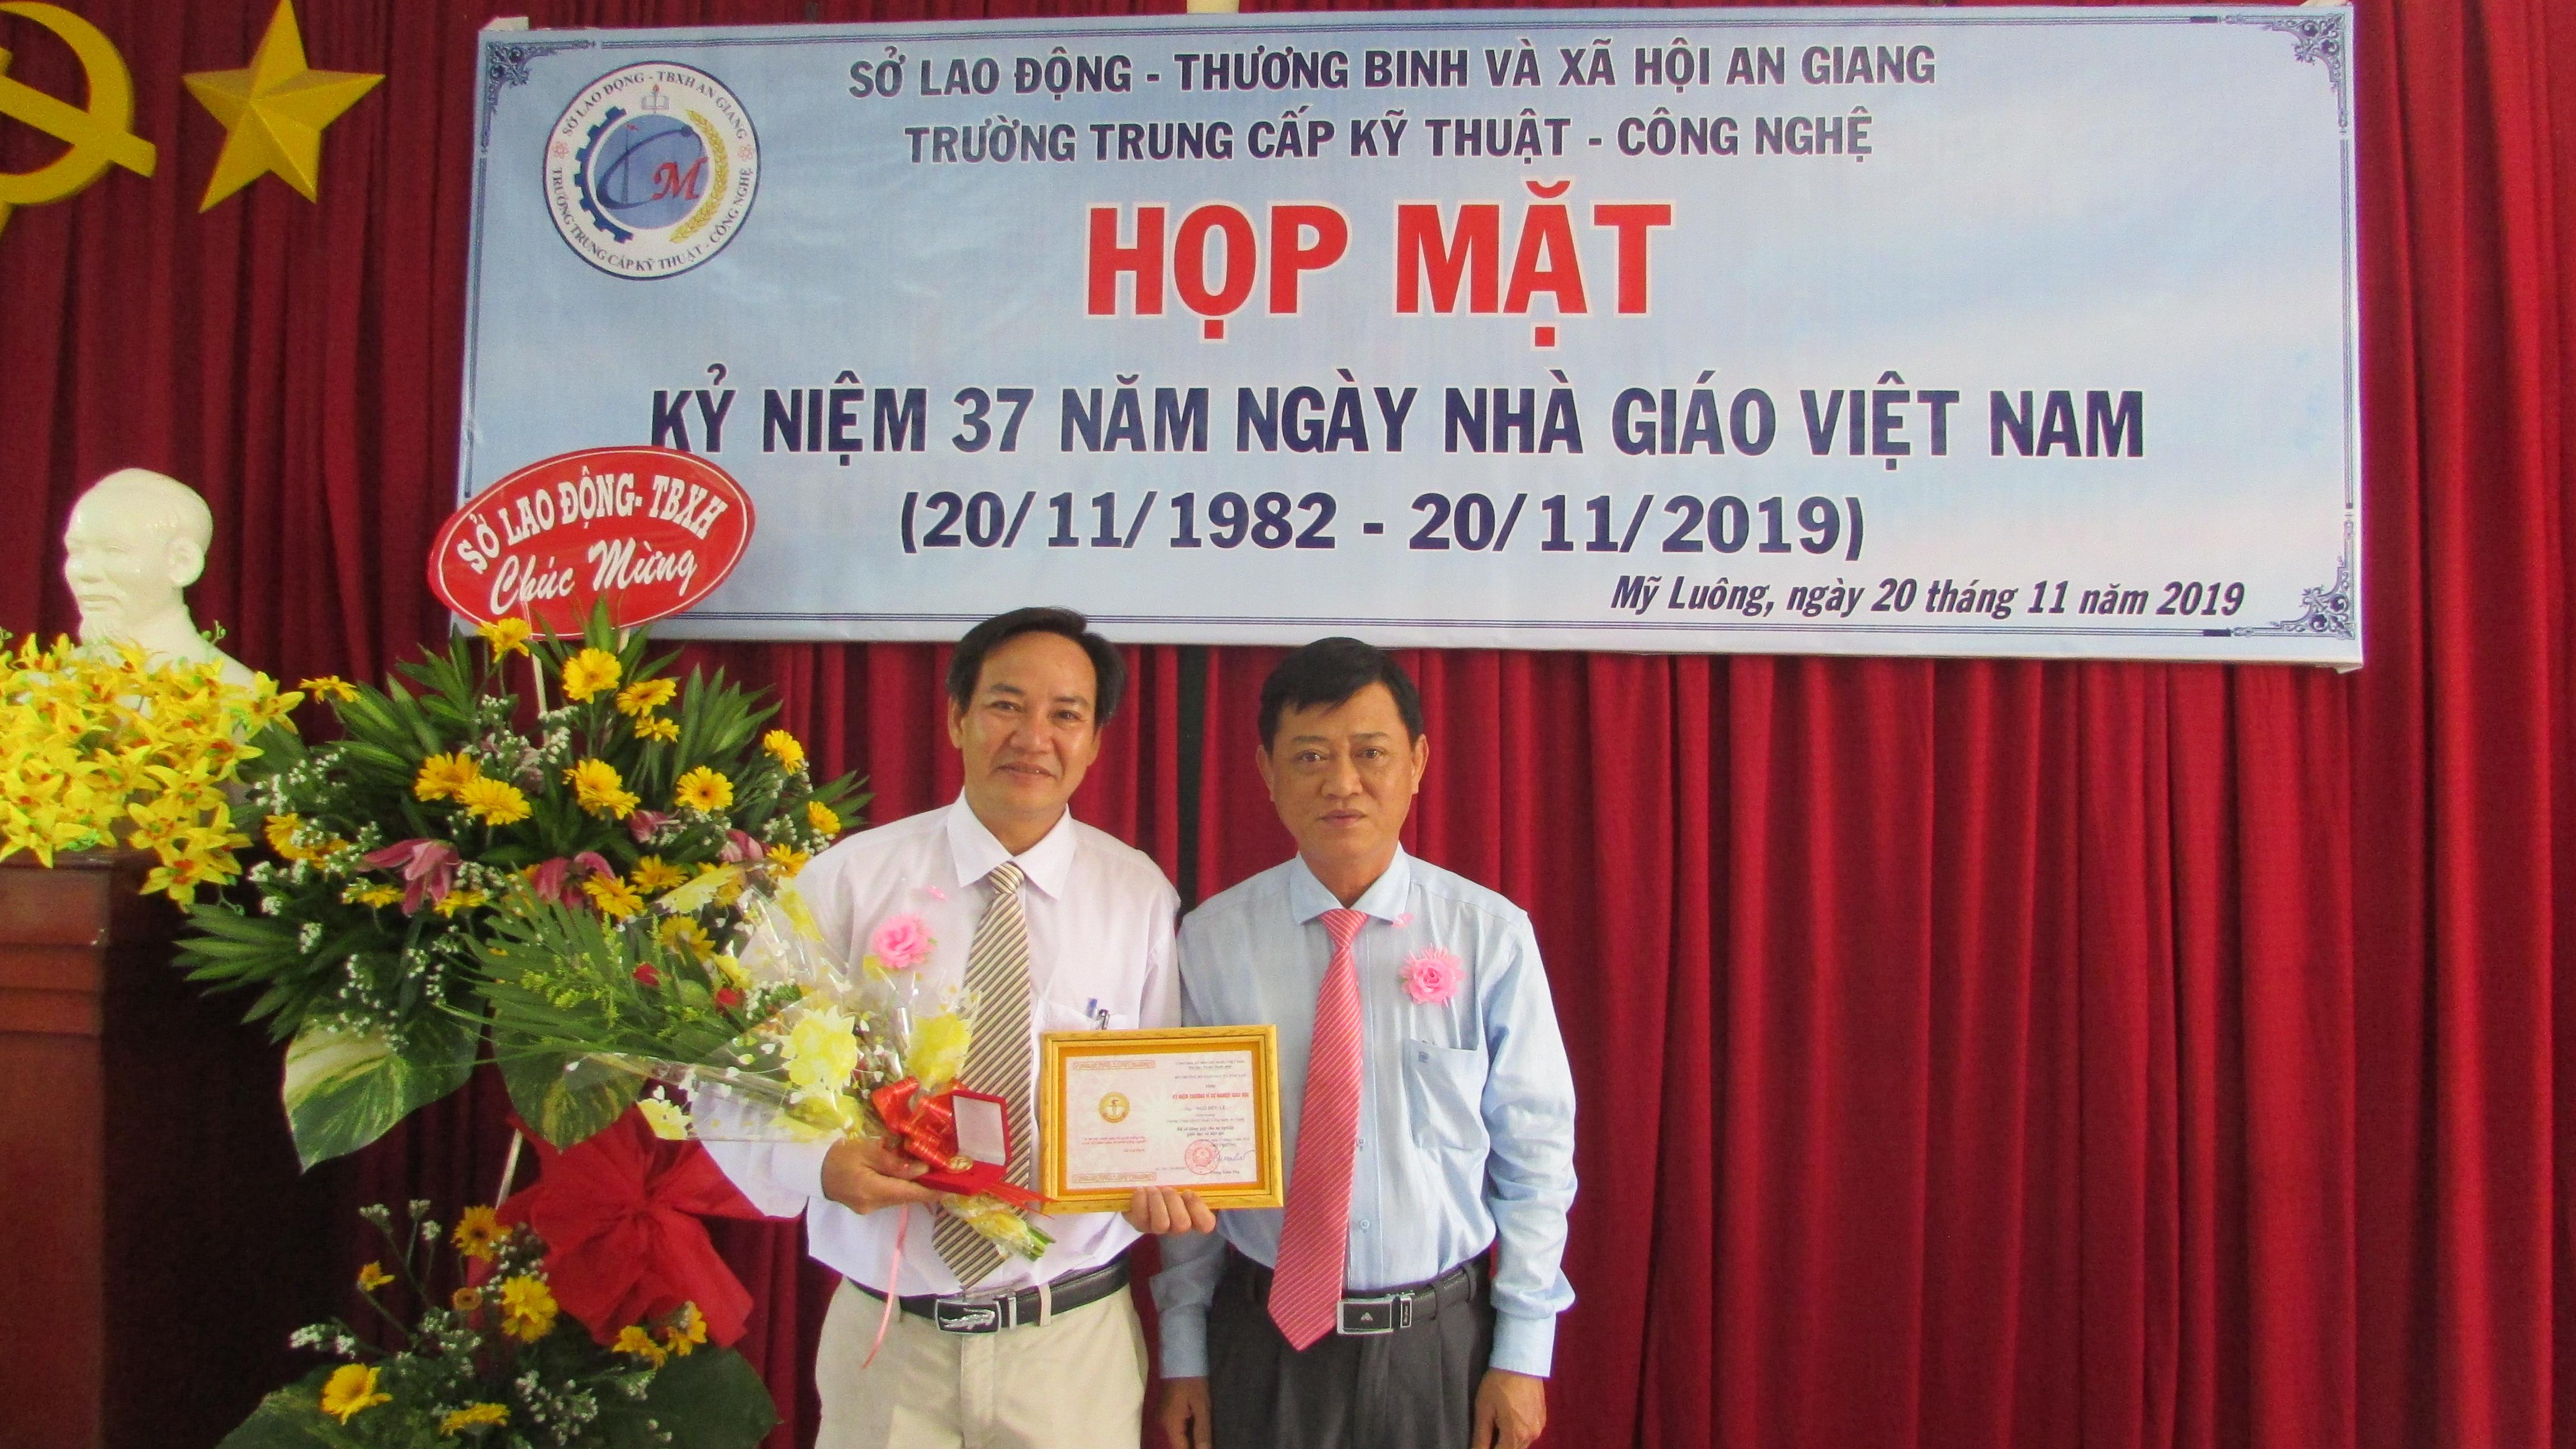 SỞ LAO ĐỘNG - THƯƠNG BINH VÀ XÃ HỘI AN GIANG
TRƯỜNG TRUNG CẤP KỸ THUẬT - CÔNG NGHỆ
SỞ LAO ĐỘNG - TBXH AN GIANG
TRƯỜNG TRUNG CẤP KỸ THUẬT - CÔNG NGHỆ
CM
HỌP MẶT
KỶ NIỆM 37 NĂM NGÀY NHÀ GIÁO VIỆT NAM
(20/11/1982 - 20/11/2019)
Mỹ Luông, ngày 20 tháng 11 năm 2019
SỞ LAO ĐỘNG- TBXH
Chúc Mừng